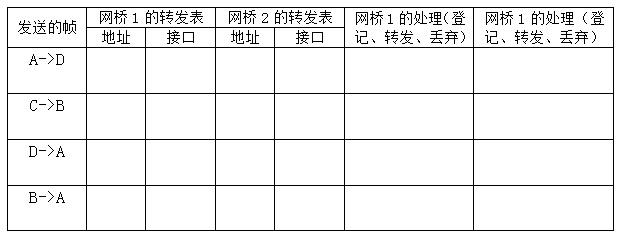 发送的帧 网桥1的转发表 网桥2的转发表 网桥1的处理(登记、转发、丢弃) 网桥1的处理（登记、转发、丢弃）
地址 接口 地址 接口
A->D
C->B
D->A
B->A